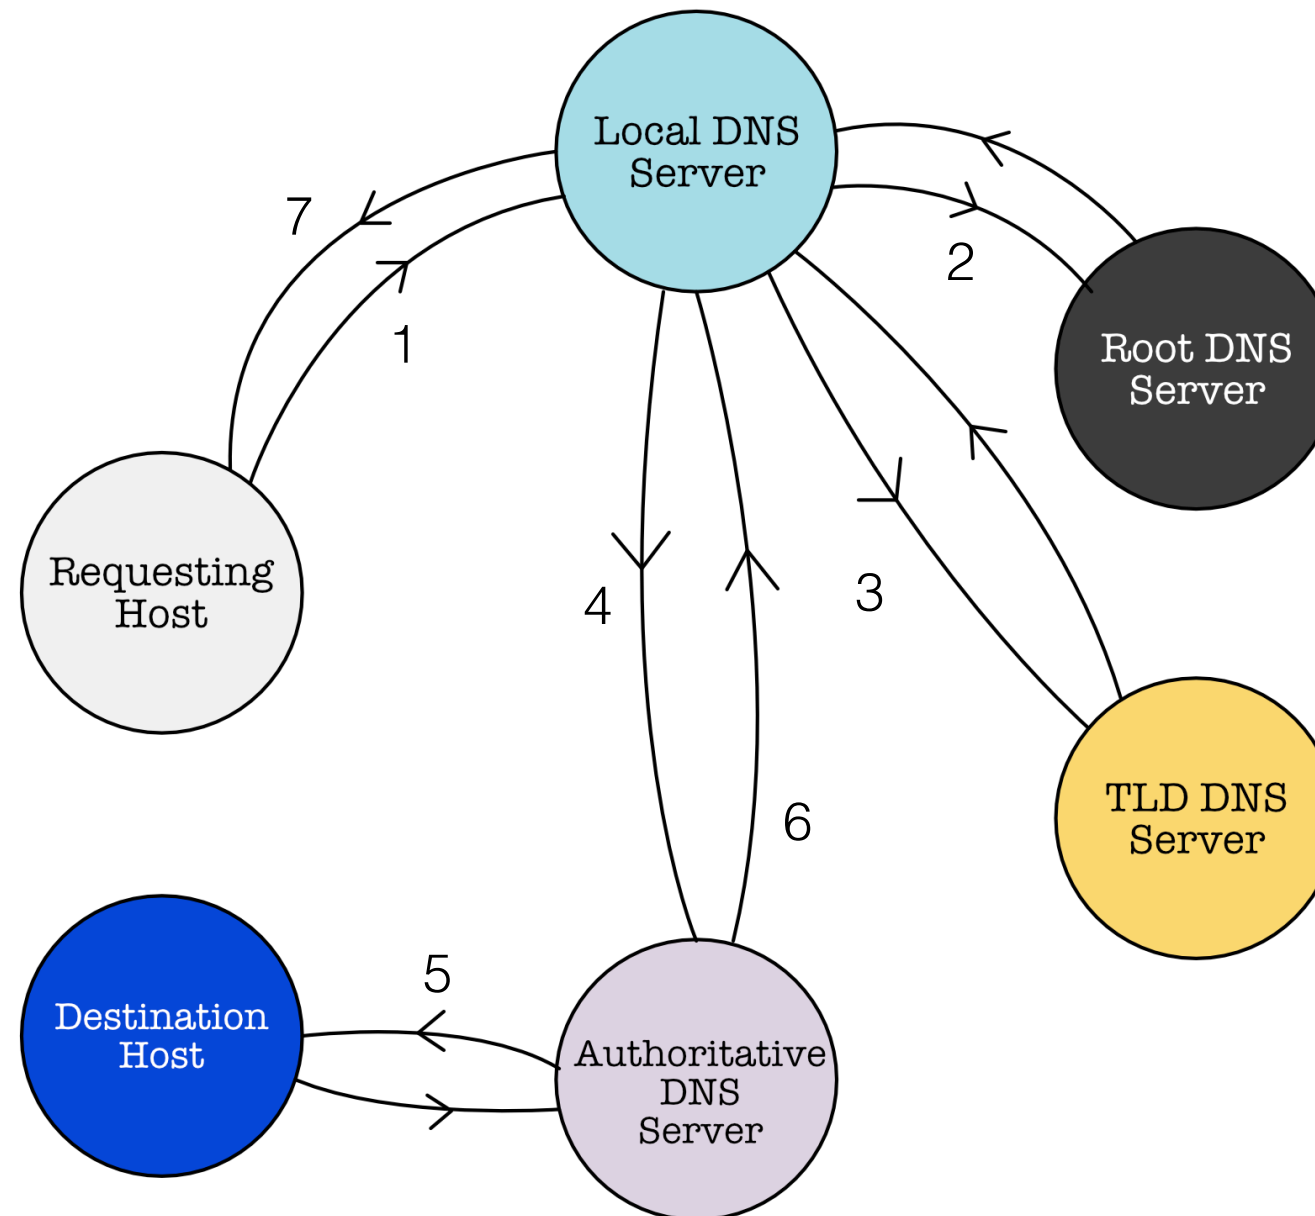 Local DNS
Server
7
1
2
Root DNS
Server
Requesting
Host
4
3
6
TLD DNS
Server
5
Destination
Host
Authoritative
DNS
Server